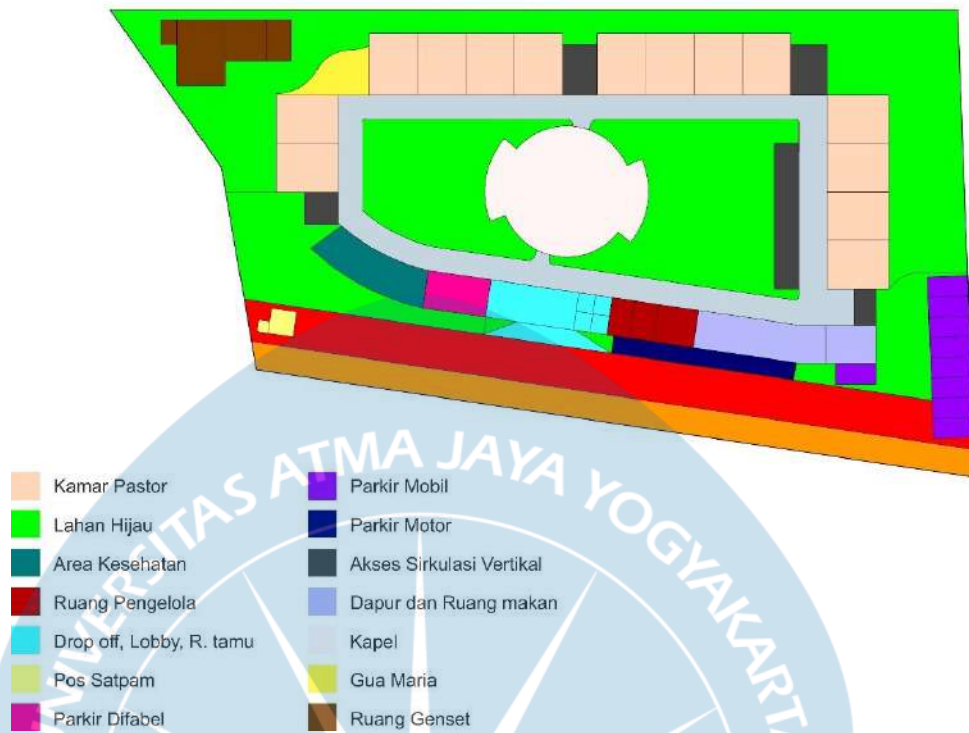 Kamar Pastor
Lahan Hijau
Area Kesehatan
Ruang Pengelola
Drop off, Lobby, R. tamu
Pos Satpam
Parkir Difabel
Parkir Mobil
Parkir Motor
Akses Sirkulasi Vertikal
Dapur dan Ruang makan
Kapel
Gua Maria
Ruang Genset
UNIVERSITAS ATMA JAYA YOGYAKARTA